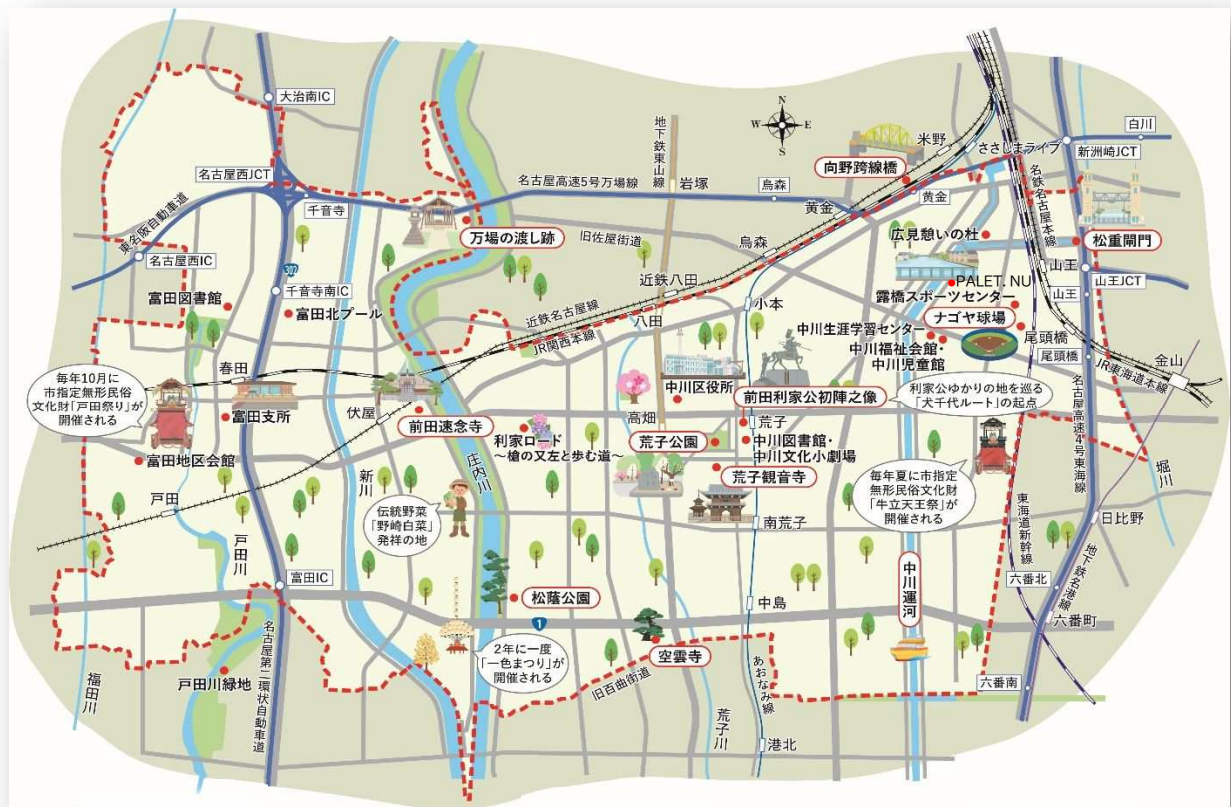 大治南IC
名古屋西JCT
東名阪自動車道
名古屋西IC
千音寺
302
千音寺南IC
富田図書館
富田北プール
万場の渡し跡
名古屋高速5号万場線
地下鉄東山線
岩塚
烏森
旧佐屋街道
N
W
E
S
向野跨線橋
米野
ささしまライブ
黄金
黄金
烏森
近鉄八田
八田
小本
近鉄名古屋線
JR関西本線
白川
新洲崎JCT
名鉄名古屋本線
松重閘門
広見憩いの杜
山王
山王
山王JCT
PALET.NU
露橋スポーツセンター
ナゴヤ球場
中川生涯学習センター
中川福祉会館・
中川児童館
尾頭橋
尾頭橋
金山
JR東海道本線
名古屋高速4号東海線
堀川
毎年10月に
市指定無形民俗
文化財「戸田祭り」が
開催される
春田
富田支所
富田地区会館
伏屋
前田速念寺
利家ロード
〜槍の又左と歩む道〜
中川区役所
高畑
前田利家公初陣之像
利家公ゆかりの地を巡る
「犬千代ルート」の起点
荒子
荒子公園
中川図書館・
中川文化小劇場
荒子観音寺
南荒子
毎年夏に市指定
無形民俗文化財
「牛立天王祭」が
開催される
東海道新幹線
日比野
地下鉄名港線
六番北
六番町
六番南
中川運河
戸田
戸田川
新川
庄内川
伝統野菜
「野崎白菜」
発祥の地
富田IC
松蔭公園
1
2年に一度
「一色まつり」が
開催される
空雲寺
旧百曲街道
中島
あおなみ線
荒子川
港北
戸田川緑地
福田川
名古屋第二環状自動車道